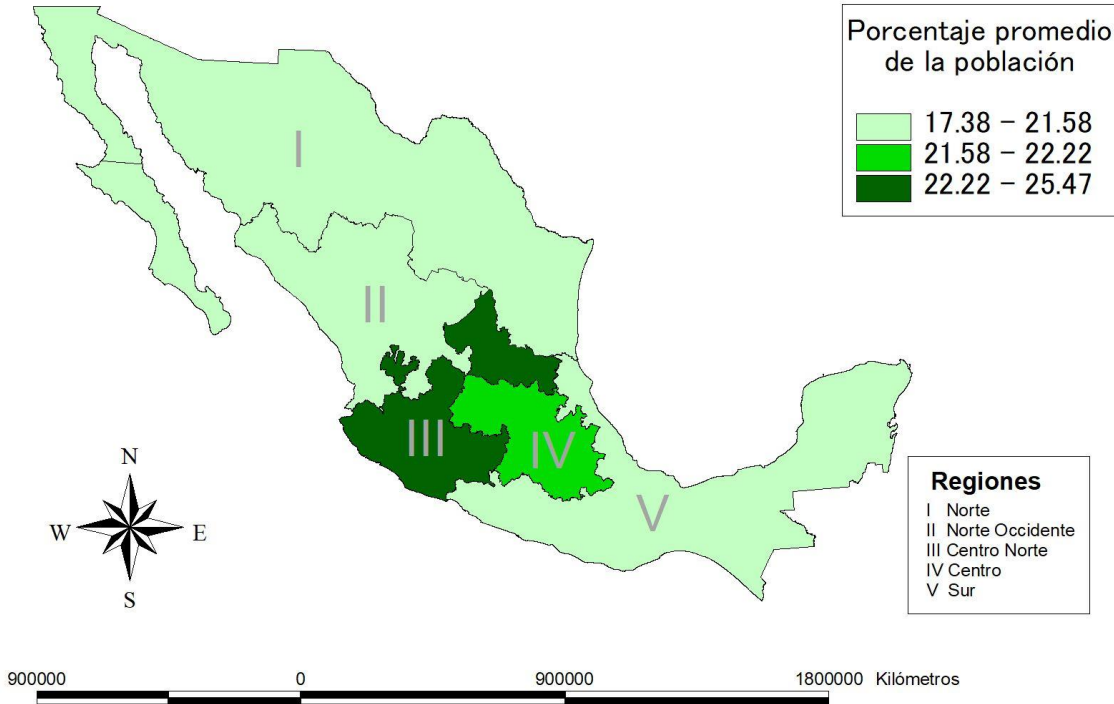 Porcentaje promedio
de la población
17.38 - 21.58
21.58 - 22.22
22.22 - 25.47
I
II
III
IV
V
N
W E
S
Regiones
I Norte
II Norte Occidente
III Centro Norte
IV Centro
V Sur
900000 0 900000 1800000 Kilómetros